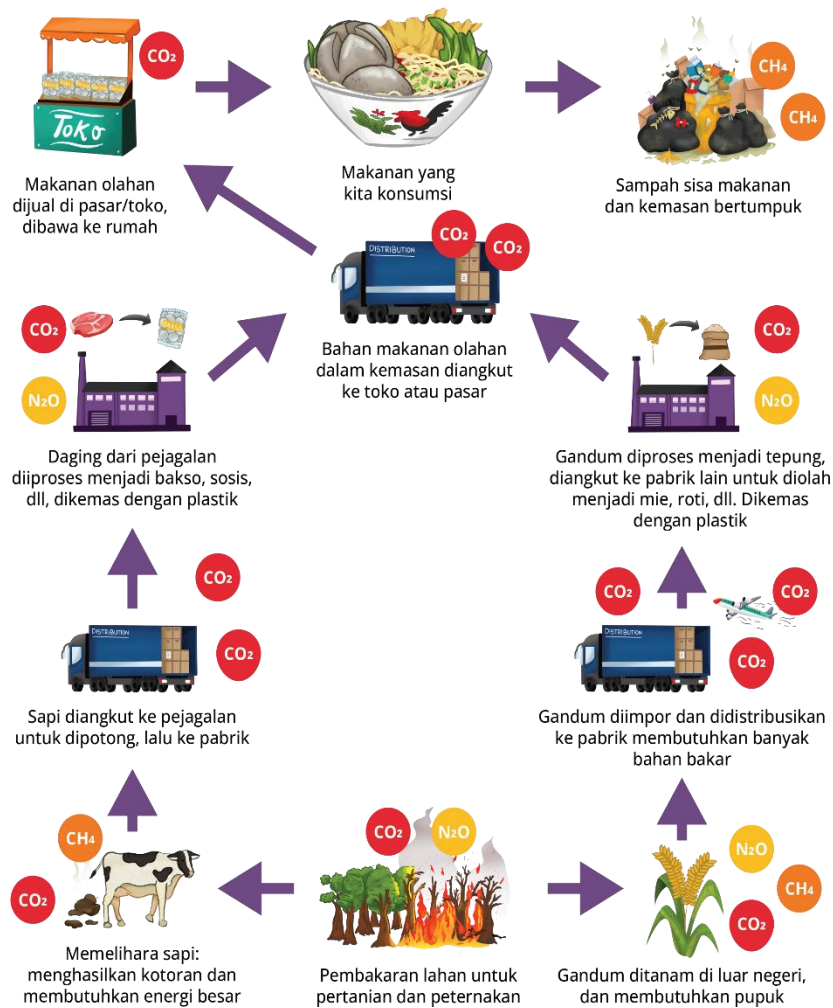 CO₂
TOKO
Makanan olahan
dijual di pasar/toko,
dibawa ke rumah
Makanan yang
kita konsumsi
CH₄
CH₄
Sampah sisa makanan
dan kemasan bertumpuk
DISTRIBUTION
CO₂
CO₂
Bahan makanan olahan
dalam kemasan diangkut
ke toko atau pasar
CO₂
BAKSO
N₂O
Daging dari pejagalan
diiproses menjadi bakso, sosis,
dll, dikemas dengan plastik
CO₂
N₂O
Gandum diproses menjadi tepung,
diangkut ke pabrik lain untuk diolah
menjadi mie, roti, dll. Dikemas
dengan plastik
CO₂
CO₂
DISTRIBUTION
Sapi diangkut ke pejagalan
untuk dipotong, lalu ke pabrik
CO₂
CO₂
CO₂
DISTRIBUTION
Gandum diimpor dan didistribusikan
ke pabrik membutuhkan banyak
bahan bakar
CH₄
CO₂
Memelihara sapi:
menghasilkan kotoran dan
membutuhkan energi besar
CO₂
N₂O
Pembakaran lahan untuk
pertanian dan peternakan
N₂O
CH₄
CO₂
Gandum ditanam di luar negeri,
dan membutuhkan pupuk